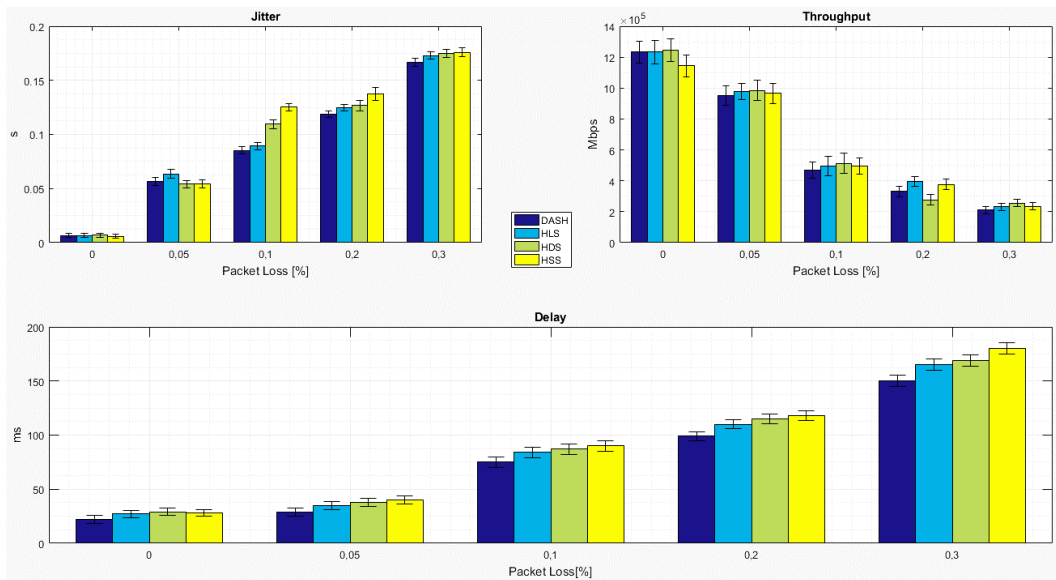 Jitter
0.2
0.15
0.1
0.05
0
s
0 0,05 0,1 0,2 0,3
Packet Loss [%]
Throughput
× 10⁵
14
12
10
8
6
4
2
0
Mbps
0 0,05 0,1 0,2 0,3
Packet Loss [%]
DASH
HLS
HDS
HSS
Delay
200
150
100
50
0
ms
0 0,05 0,1 0,2 0,3
Packet Loss[%]